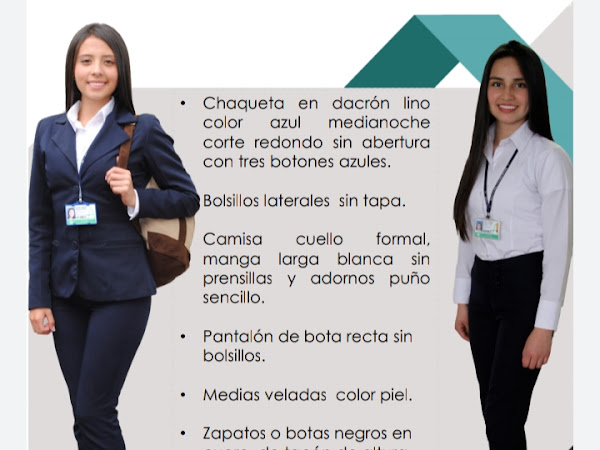 • Chaqueta en dacrón lino
color azul medianoche
corte redondo sin abertura
con tres botones azules.
Bolsillos laterales sin tapa.
Camisa cuello formal,
manga larga blanca sin
prensillas y adornos puño
sencillo.
• Pantalón de bota recta sin
bolsillos.
• Medias veladas color piel.
• Zapatos o botas negros en